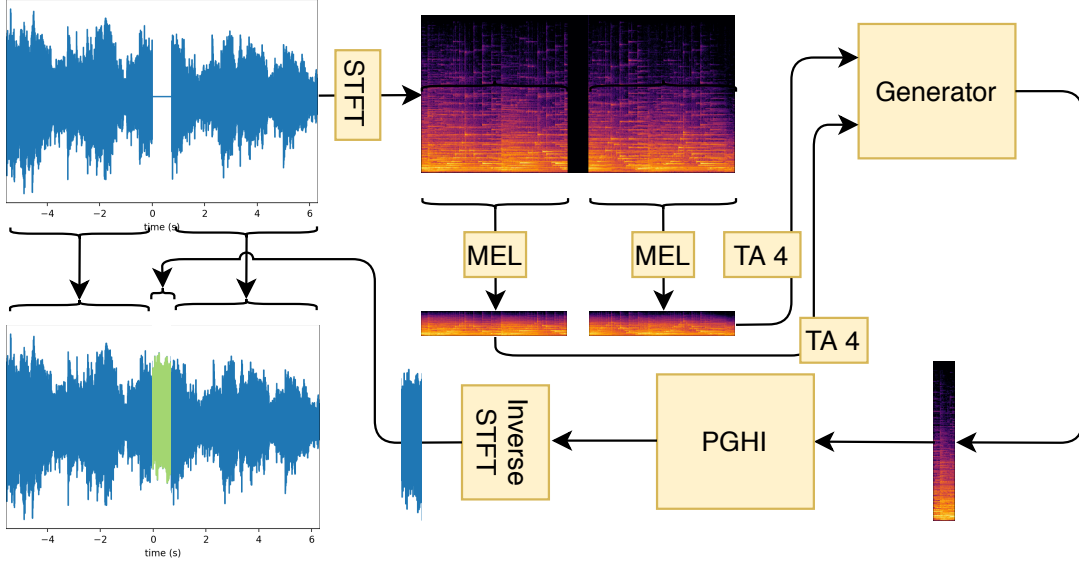 STFT
Generator
−4 −2 0 2 4 6
time (s)
MEL
MEL
TA 4
TA 4
Inverse
STFT
PGHI
−4 −2 0 2 4 6
time (s)